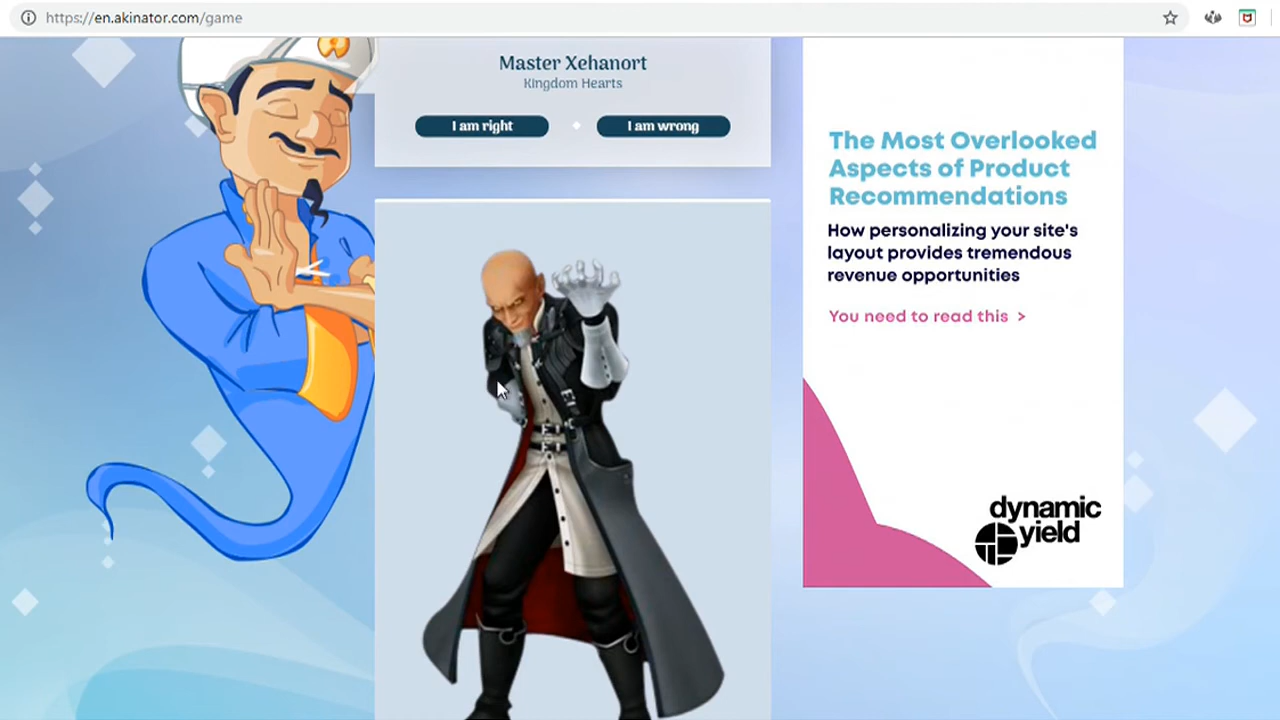 https://en.akinator.com/game
Master Xehanort
Kingdom Hearts
I am right
I am wrong
The Most Overlooked
Aspects of Product
Recommendations
How personalizing your site's
layout provides tremendous
revenue opportunities
You need to read this >
dynamic
yield